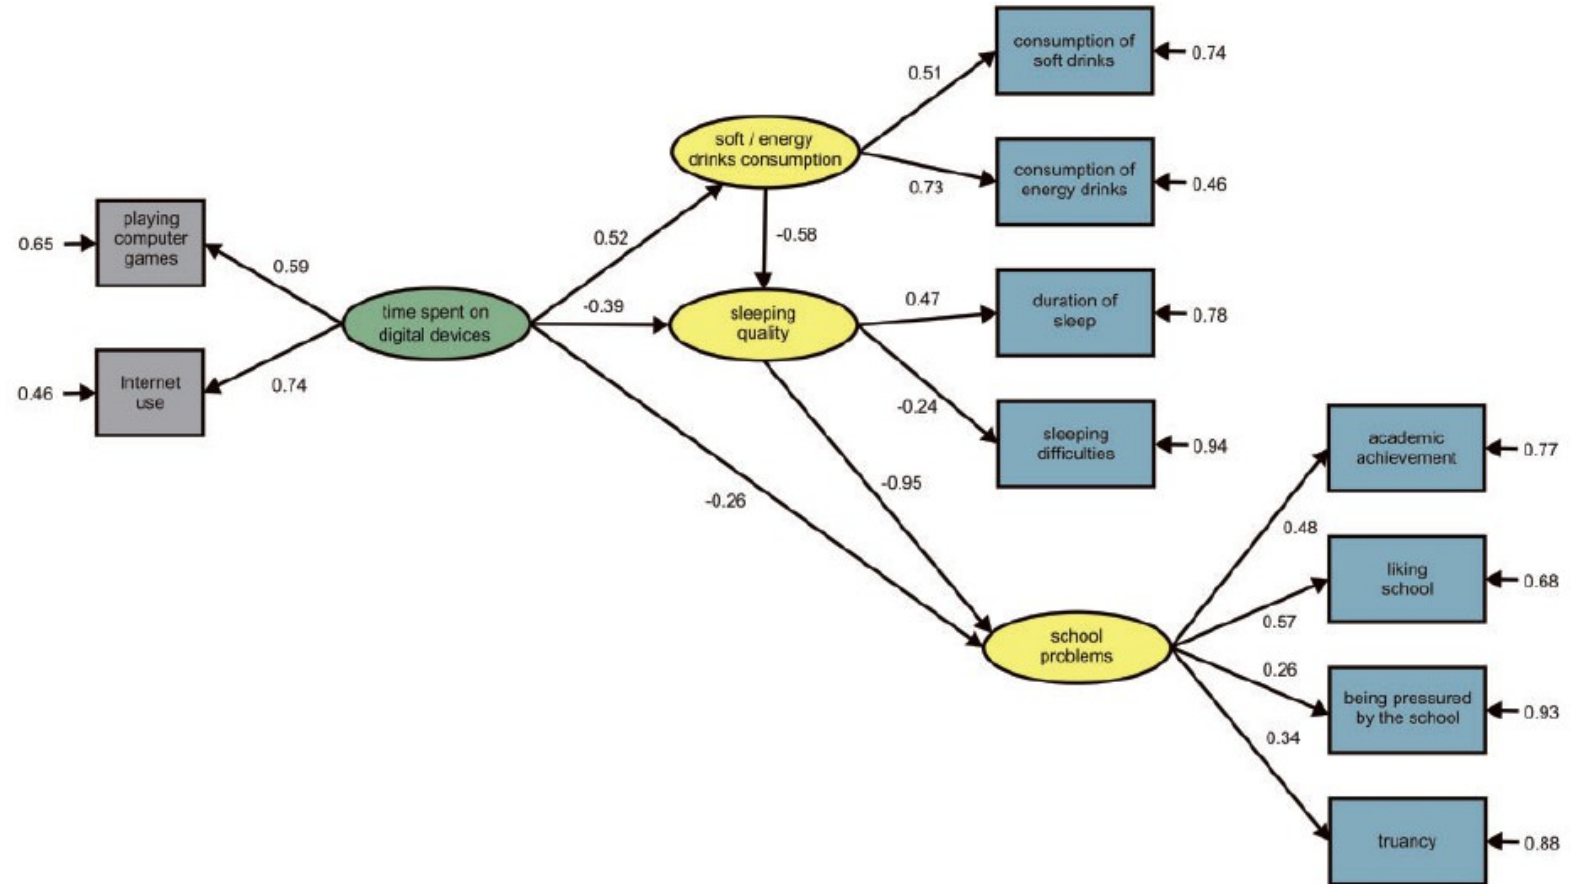 consumption of
soft drinks
0.74
0.51
soft / energy
drinks consumption
consumption of
energy drinks
0.46
0.73
playing
computer
games
0.65
0.59
0.52
-0.58
time spent on
digital devices
-0.39
sleeping
quality
0.47
duration of
sleep
0.78
Internet
use
0.46
0.74
-0.24
sleeping
difficulties
0.94
academic
achievement
0.77
-0.26
-0.95
0.48
liking
school
0.68
0.57
school
problems
0.26
being pressured
by the school
0.93
0.34
truancy
0.88